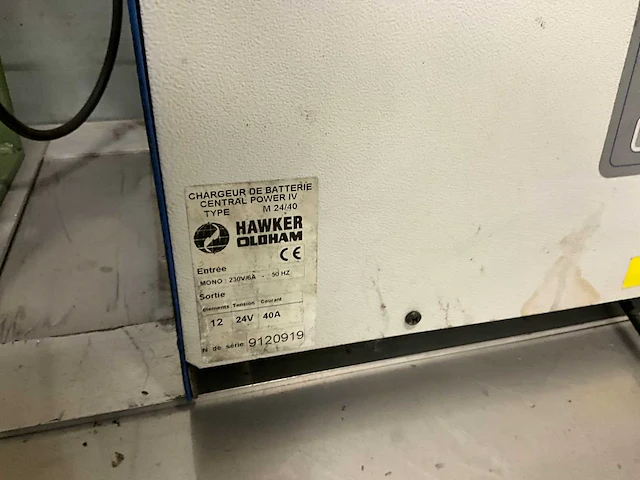 CHARGEUR DE BATTERIE
CENTRAL POWER IV
TYPE M 24/40
HAWKER
OLDHAM
CE
Entrée
MONO : 230V/6A - 50 HZ
Sortie
Elements Tension Courant
12 24V 40A
N de série 9120919